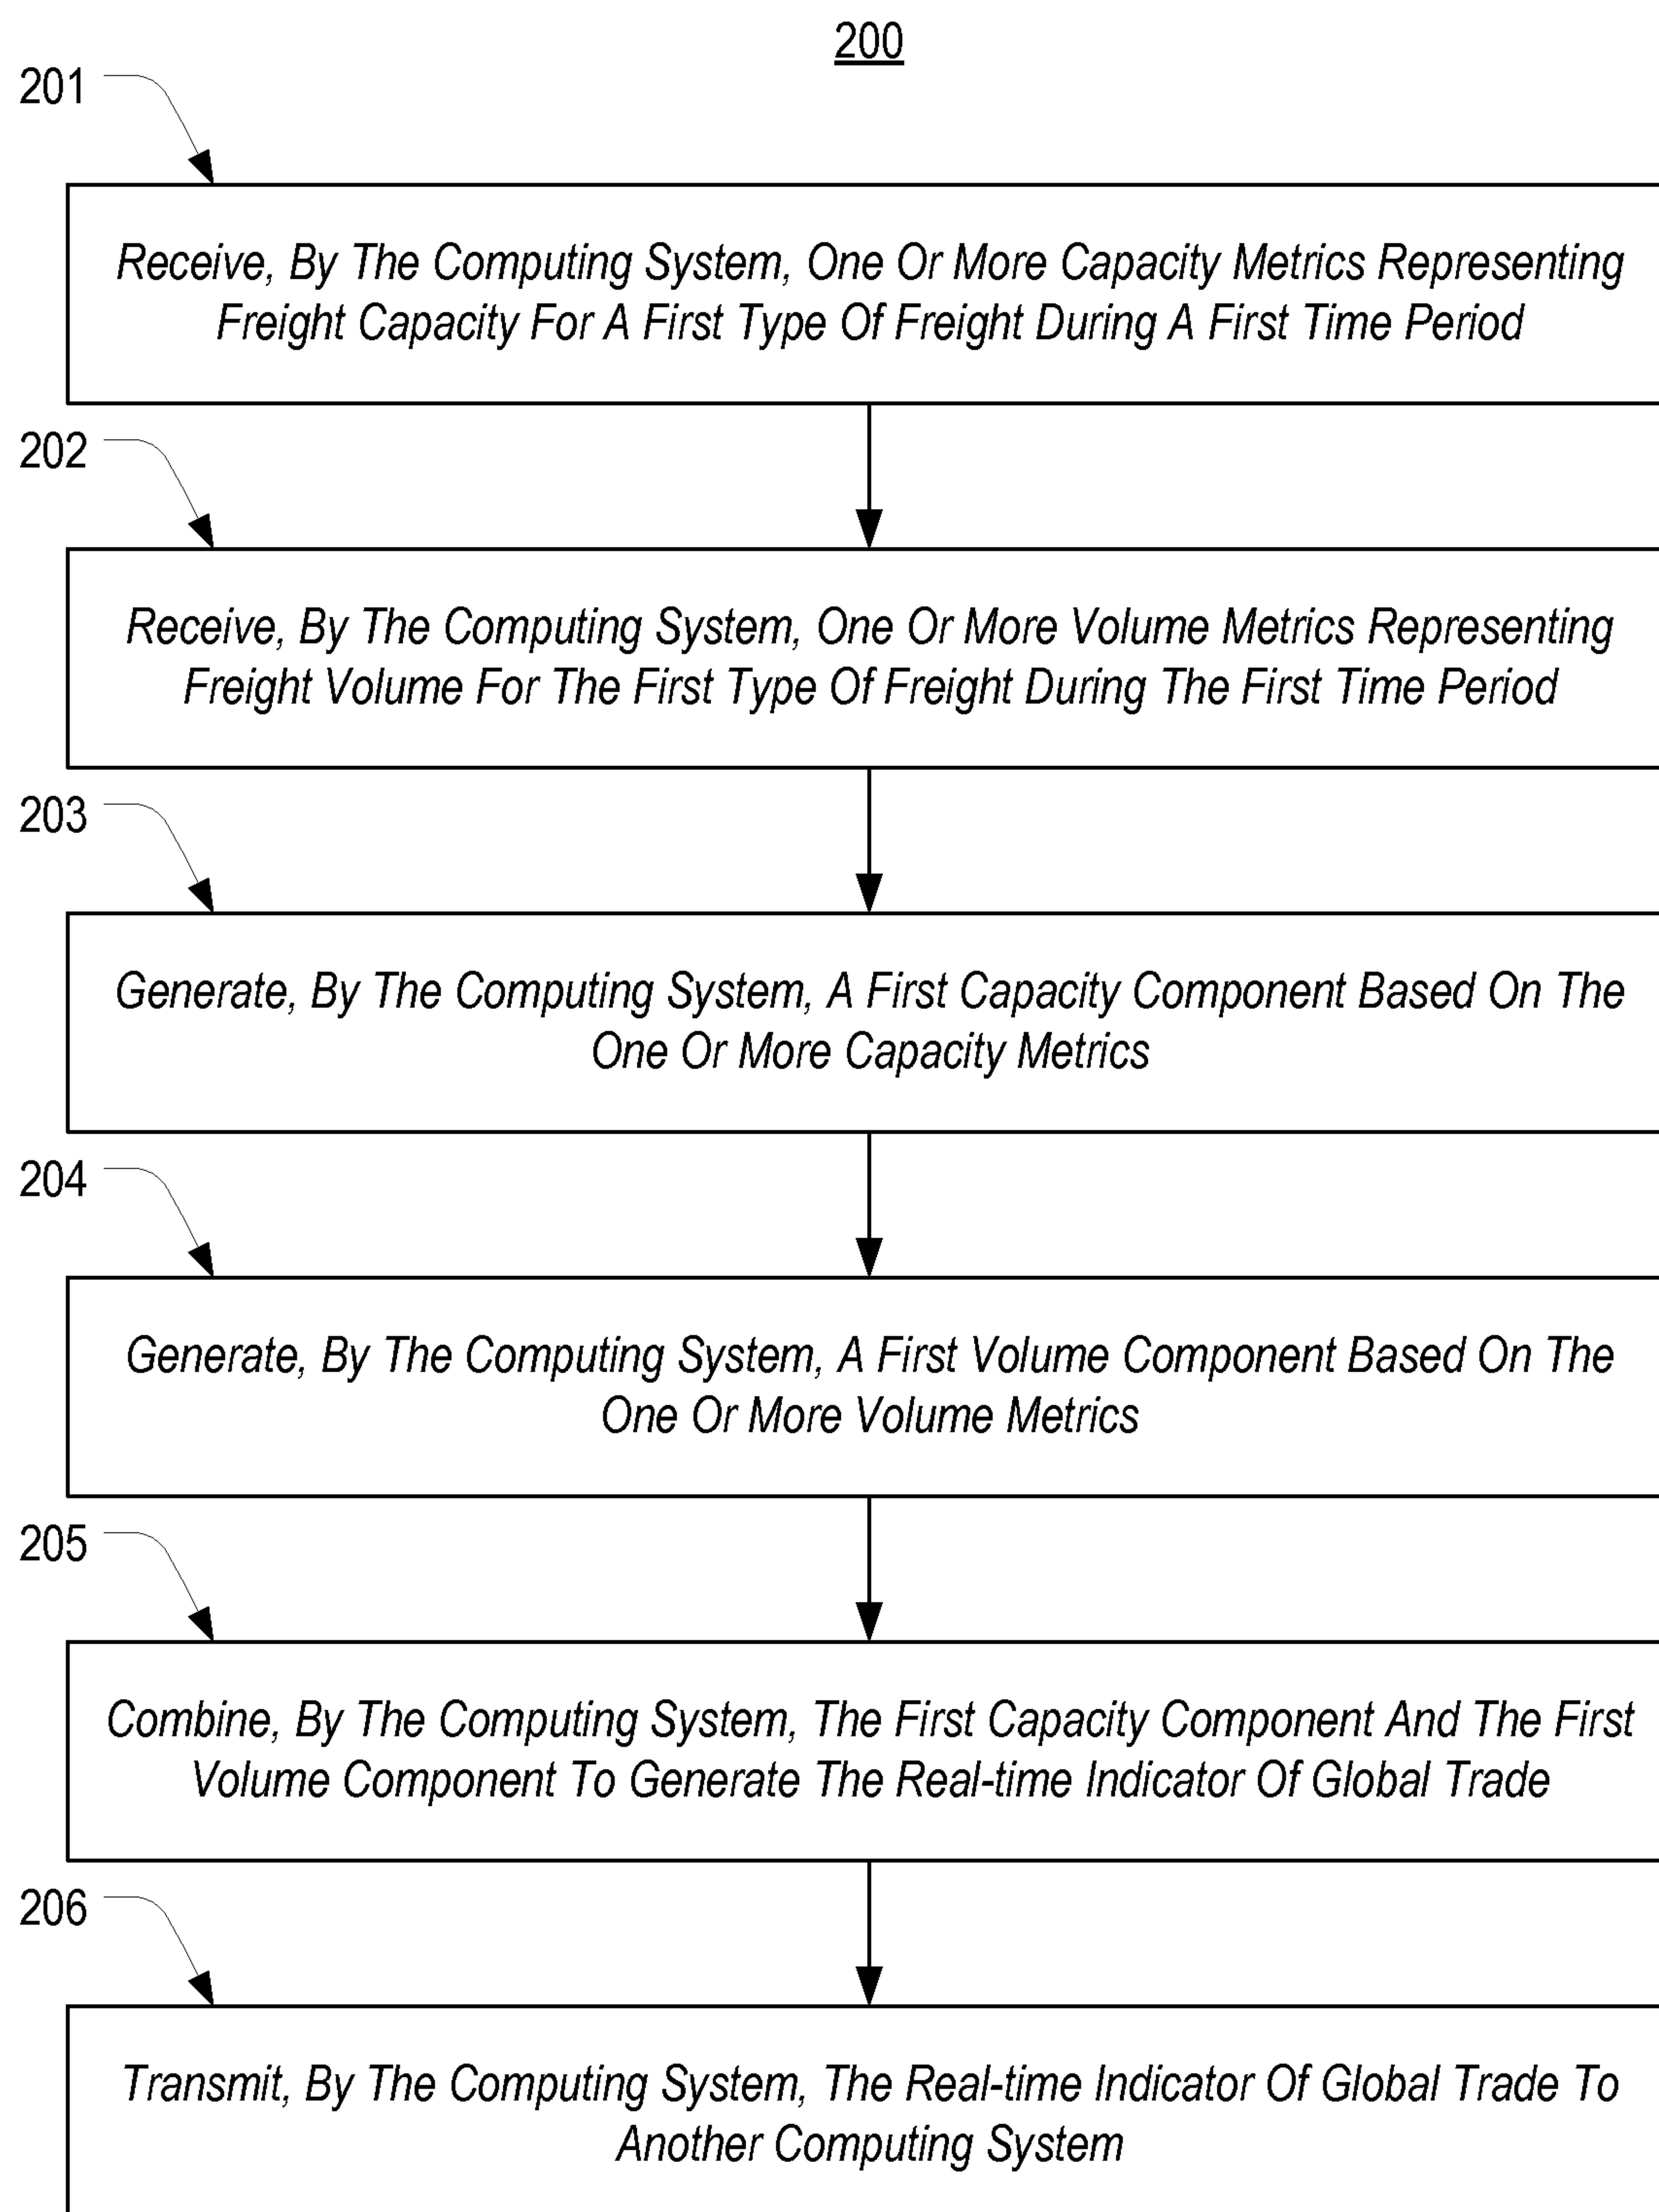 200
201
Receive, By The Computing System, One Or More Capacity Metrics Representing
Freight Capacity For A First Type Of Freight During A First Time Period
202
Receive, By The Computing System, One Or More Volume Metrics Representing
Freight Volume For The First Type Of Freight During The First Time Period
203
Generate, By The Computing System, A First Capacity Component Based On The
One Or More Capacity Metrics
204
Generate, By The Computing System, A First Volume Component Based On The
One Or More Volume Metrics
205
Combine, By The Computing System, The First Capacity Component And The First
Volume Component To Generate The Real-time Indicator Of Global Trade
206
Transmit, By The Computing System, The Real-time Indicator Of Global Trade To
Another Computing System